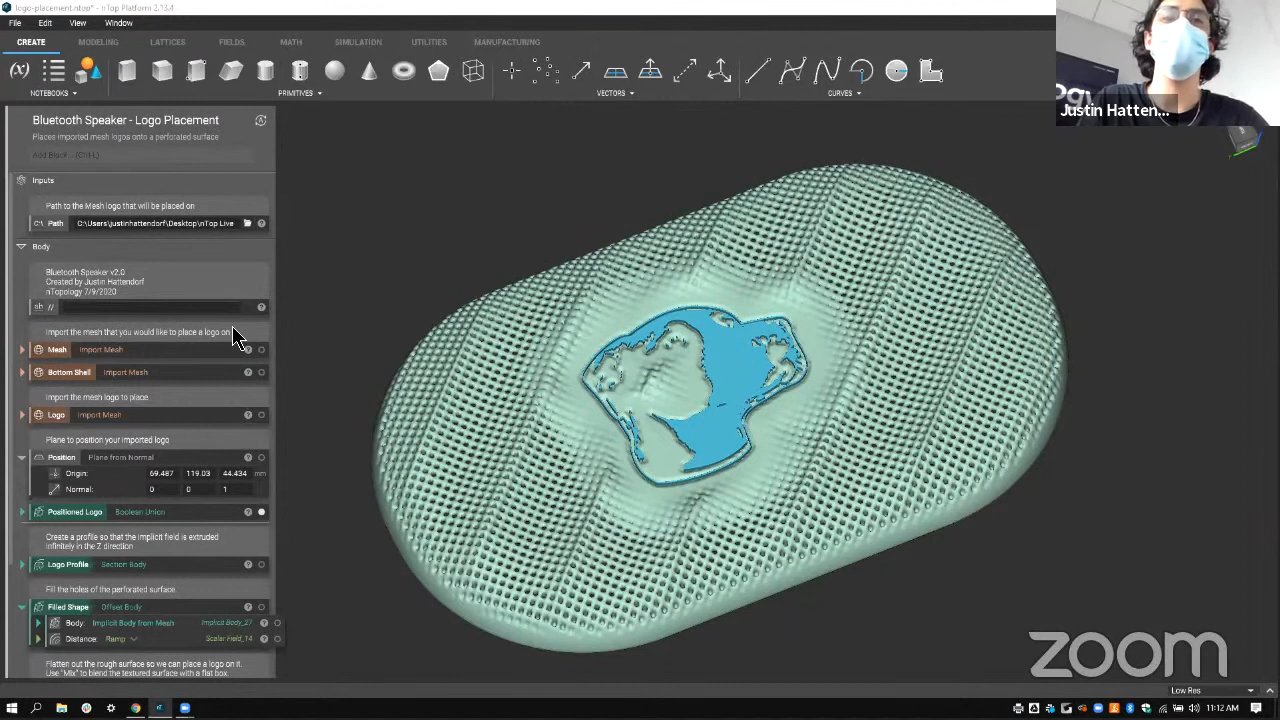 logo-placement.ntop* - nTop Platform 2.13.4
File Edit View Window
CREATE MODELING LATTICES FIELDS MATH SIMULATION UTILITIES MANUFACTURING
(x)
NOTEBOOKS PRIMITIVES VECTORS CURVES
Justin Hatten...
Bluetooth Speaker - Logo Placement
Places imported mesh logos onto a perforated surface
Add Block... (Ctrl-L)
Inputs
Path to the Mesh logo that will be placed on
C:\ Path C:\Users\justinhattendorf\Desktop\nTop Live
Body
Bluetooth Speaker v2.0
Created by Justin Hattendorf
nTopology 7/9/2020
ab //
Import the mesh that you would like to place a logo on
Mesh Import Mesh
Bottom Shell Import Mesh
Import the mesh logo to place
Logo Import Mesh
Plane to position your imported logo
Position Plane from Normal
Origin: 69.487 119.03 44.434 mm
Normal: 0 0 1
Positioned Logo Boolean Union
Create a profile so that the implicit field is extruded
infinitely in the Z direction
Logo Profile Section Body
Fill the holes of the perforated surface.
Filled Shape Offset Body
Body: Implicit Body from Mesh Implicit Body_27
Distance: Ramp Scalar Field_14
Flatten out the rough surface so we can place a logo on it.
Use "Mix" to blend the textured surface with a flat box.
zoom
Low Res
11:12 AM